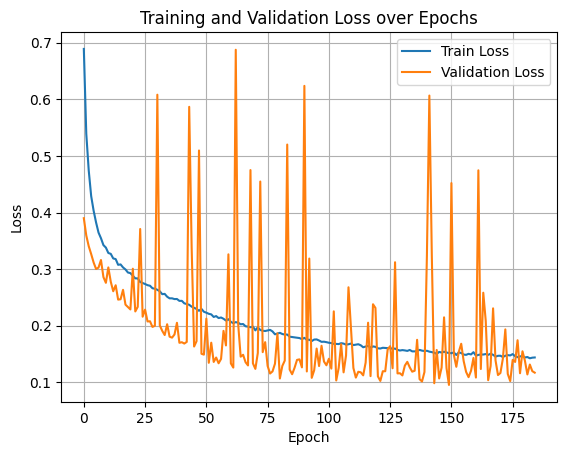 Training and Validation Loss over Epochs
Train Loss
Validation Loss
0.7
0.6
0.5
0.4
0.3
0.2
0.1
Loss
0 25 50 75 100 125 150 175
Epoch